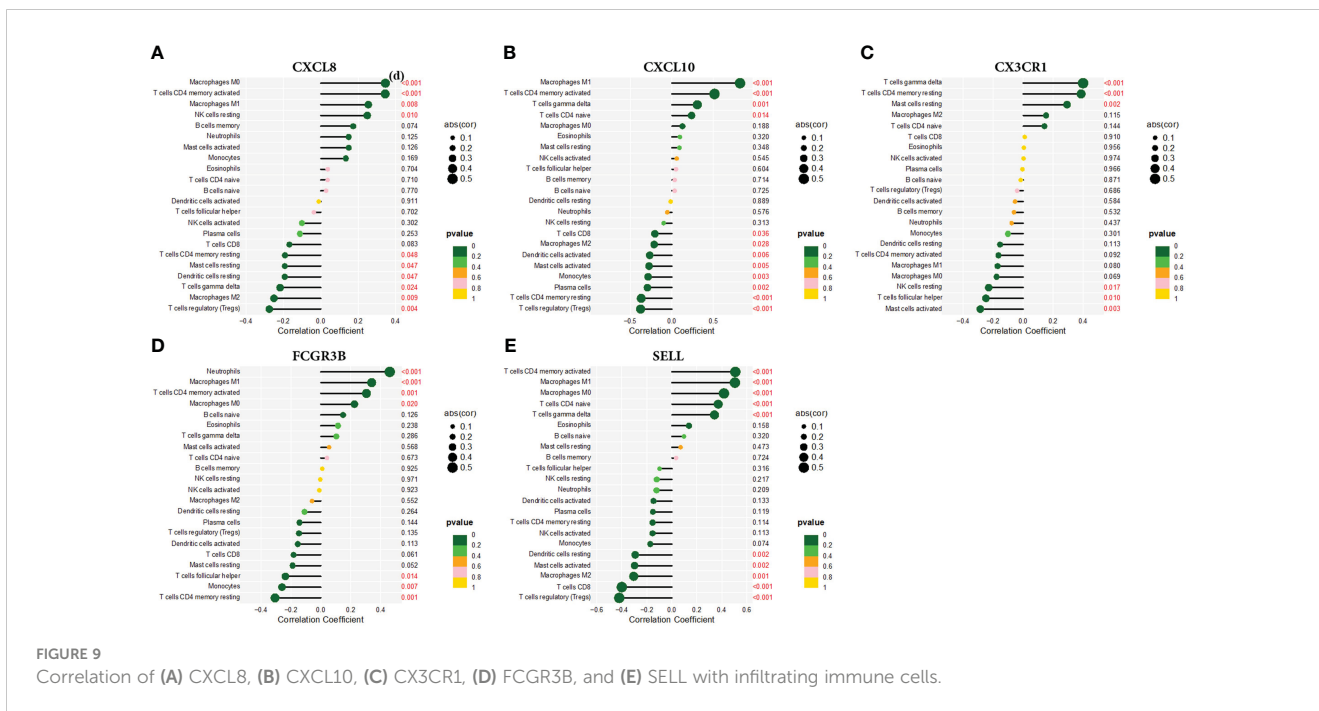 A
CXCL8
(d)
Macrophages M0 <0.001
T cells CD4 memory activated <0.001
Macrophages M1 0.008
NK cells resting 0.010
B cells memory 0.074
Neutrophils 0.125
Mast cells activated 0.126
Monocytes 0.169
Eosinophils 0.704
T cells CD4 naive 0.710
B cells naive 0.770
Dendritic cells activated 0.911
T cells follicular helper 0.702
NK cells activated 0.302
Plasma cells 0.253
T cells CD8 0.083
T cells CD4 memory resting 0.048
Mast cells resting 0.047
Dendritic cells resting 0.047
T cells gamma delta 0.024
Macrophages M2 0.009
T cells regulatory (Tregs) 0.004
−0.4 −0.2 0.0 0.2 0.4
Correlation Coefficient
abs(cor)
0.1
0.2
0.3
0.4
0.5
pvalue
0
0.2
0.4
0.6
0.8
1
B
CXCL10
Macrophages M1 <0.001
T cells CD4 memory activated <0.001
T cells gamma delta 0.001
T cells CD4 naive 0.014
Macrophages M0 0.188
Eosinophils 0.320
Mast cells resting 0.348
NK cells activated 0.545
T cells follicular helper 0.604
B cells memory 0.714
B cells naive 0.725
Dendritic cells resting 0.889
Neutrophils 0.576
NK cells resting 0.313
T cells CD8 0.036
Macrophages M2 0.028
Dendritic cells activated 0.006
Mast cells activated 0.005
Monocytes 0.003
Plasma cells 0.002
T cells CD4 memory resting <0.001
T cells regulatory (Tregs) <0.001
−0.5 0.0 0.5
Correlation Coefficient
abs(cor)
0.1
0.2
0.3
0.4
0.5
pvalue
0
0.2
0.4
0.6
0.8
1
C
CX3CR1
T cells gamma delta <0.001
T cells CD4 memory resting <0.001
Mast cells resting 0.002
Macrophages M2 0.115
T cells CD4 naive 0.144
T cells CD8 0.910
Eosinophils 0.956
NK cells activated 0.974
Plasma cells 0.966
B cells naive 0.871
T cells regulatory (Tregs) 0.686
Dendritic cells activated 0.584
B cells memory 0.532
Neutrophils 0.437
Monocytes 0.301
Dendritic cells resting 0.113
T cells CD4 memory activated 0.092
Macrophages M1 0.080
Macrophages M0 0.069
NK cells resting 0.017
T cells follicular helper 0.010
Mast cells activated 0.003
−0.4 −0.2 0.0 0.2 0.4
Correlation Coefficient
abs(cor)
0.1
0.2
0.3
0.4
0.5
pvalue
0
0.2
0.4
0.6
0.8
1
D
FCGR3B
Neutrophils <0.001
Macrophages M1 <0.001
T cells CD4 memory activated 0.001
Macrophages M0 0.020
B cells naive 0.126
Eosinophils 0.238
T cells gamma delta 0.286
Mast cells activated 0.568
T cells CD4 naive 0.673
B cells memory 0.925
NK cells resting 0.971
NK cells activated 0.923
Macrophages M2 0.552
Dendritic cells resting 0.264
Plasma cells 0.144
T cells regulatory (Tregs) 0.135
Dendritic cells activated 0.113
T cells CD8 0.061
Mast cells resting 0.052
T cells follicular helper 0.014
Monocytes 0.007
T cells CD4 memory resting 0.001
−0.4 −0.2 0.0 0.2 0.4
Correlation Coefficient
abs(cor)
0.1
0.2
0.3
0.4
0.5
pvalue
0
0.2
0.4
0.6
0.8
1
E
SELL
T cells CD4 memory activated <0.001
Macrophages M1 <0.001
Macrophages M0 <0.001
T cells CD4 naive <0.001
T cells gamma delta <0.001
Eosinophils 0.158
B cells naive 0.320
Mast cells resting 0.473
B cells memory 0.724
T cells follicular helper 0.316
NK cells resting 0.217
Neutrophils 0.209
Dendritic cells activated 0.133
Plasma cells 0.119
T cells CD4 memory resting 0.114
NK cells activated 0.113
Monocytes 0.074
Dendritic cells resting 0.002
Mast cells activated 0.002
Macrophages M2 0.001
T cells CD8 <0.001
T cells regulatory (Tregs) <0.001
−0.6 −0.4 −0.2 0.0 0.2 0.4 0.6
Correlation Coefficient
abs(cor)
0.1
0.2
0.3
0.4
0.5
pvalue
0
0.2
0.4
0.6
0.8
1
FIGURE 9
Correlation of (A) CXCL8, (B) CXCL10, (C) CX3CR1, (D) FCGR3B, and (E) SELL with infiltrating immune cells.